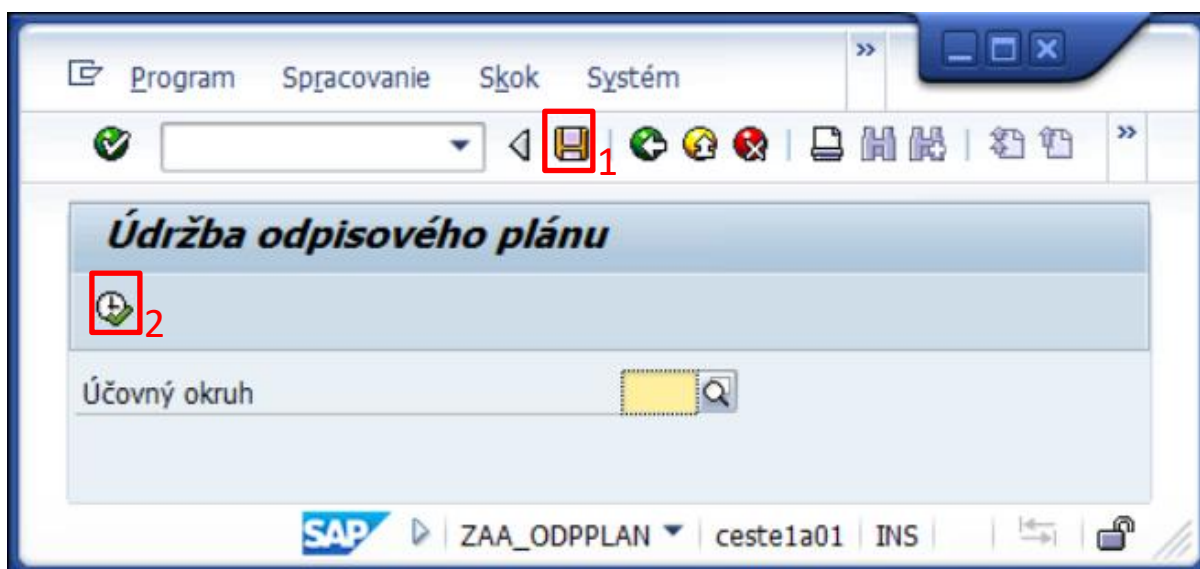 Program Spracovanie Skok Systém »
1 »
Údržba odpisového plánu
2
Účovný okruh
SAP ZAA_ODPPLAN ceste1a01 INS